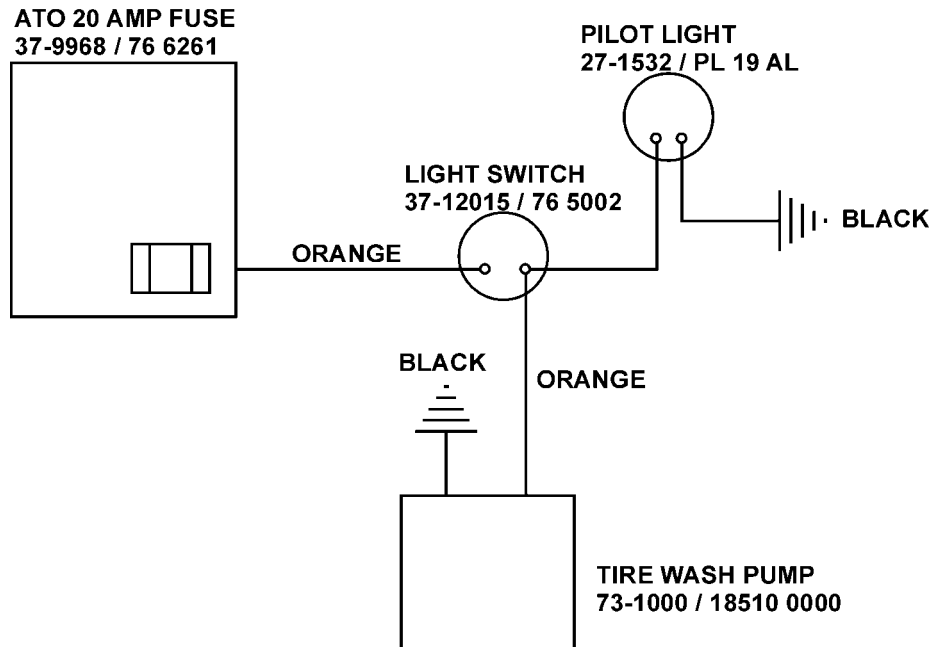 ATO 20 AMP FUSE
37-9968 / 76 6261
PILOT LIGHT
27-1532 / PL 19 AL
LIGHT SWITCH
37-12015 / 76 5002
BLACK
ORANGE
BLACK
ORANGE
TIRE WASH PUMP
73-1000 / 18510 0000